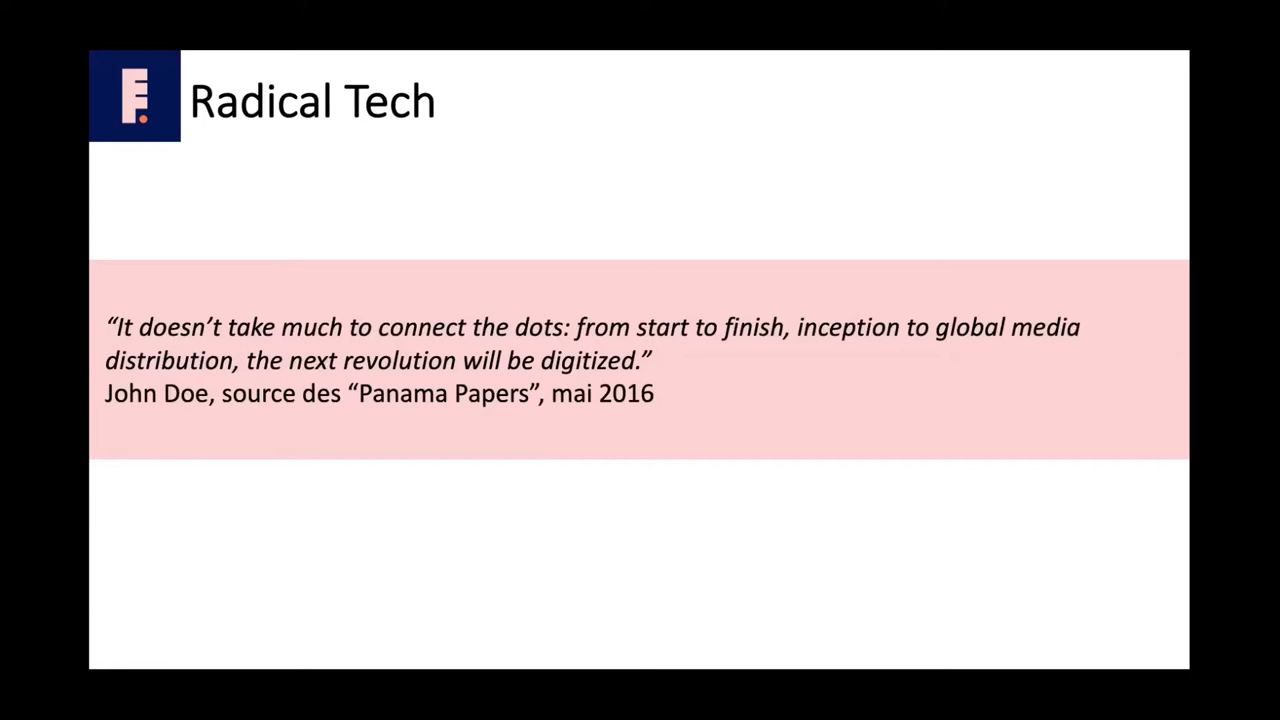 Radical Tech
“It doesn’t take much to connect the dots: from start to finish, inception to global media
distribution, the next revolution will be digitized.”
John Doe, source des “Panama Papers”, mai 2016